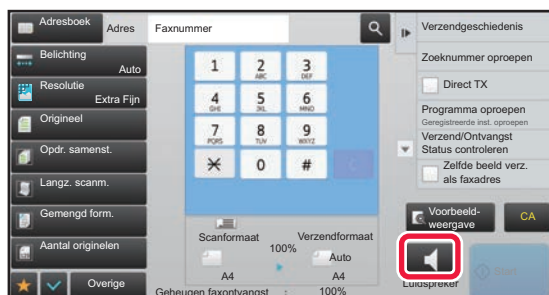 Adresboek
Adres
Faxnummer
Belichting
Auto
Resolutie
Extra Fijn
Origineel
Opdr. samenst.
Langz. scanm.
Gemengd form.
Aantal originelen
Overige
1
2
ABC
3
DEF
4
GHI
5
JKL
6
MNO
7
PQRS
8
TUV
9
WXYZ
0
#
Scanformaat
100%
Verzendformaat
Auto
A4
A4
Geheugen faxontvangst : 100%
Verzendgeschiedenis
Zoeknummer oproepen
Direct TX
Programma oproepen
Geregistreerde inst. oproepen
Verzend/Ontvangst
Status controleren
Zelfde beeld verz.
als faxadres
Voorbeeld-
weergave
CA
Luidspreker
Start